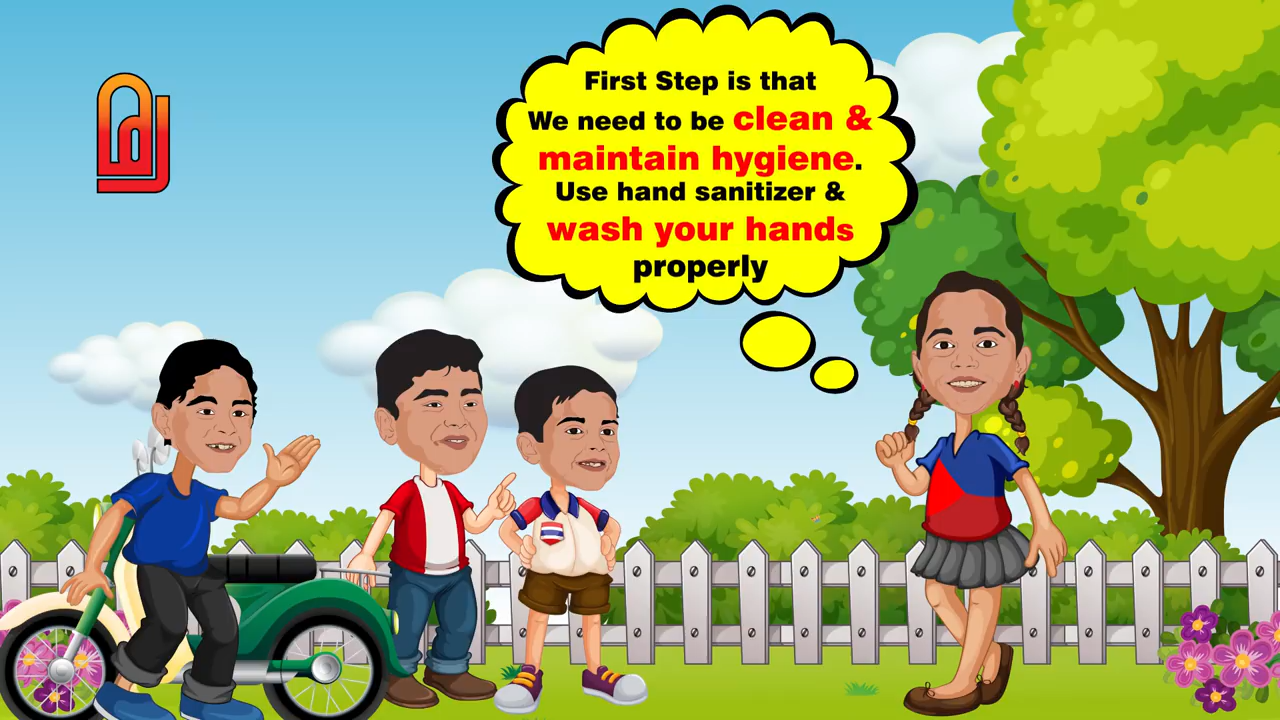 First Step is that
We need to be clean &
maintain hygiene.
Use hand sanitizer &
wash your hands
properly